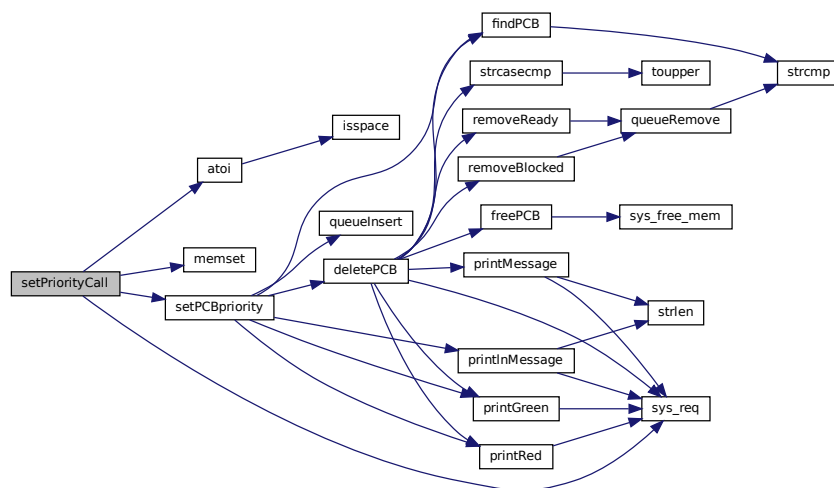 findPCB
strcasecmp
toupper
strcmp
removeReady
queueRemove
isspace
atoi
removeBlocked
queueInsert
freePCB
sys_free_mem
memset
deletePCB
printMessage
setPriorityCall
setPCBpriority
strlen
printInMessage
printGreen
sys_req
printRed